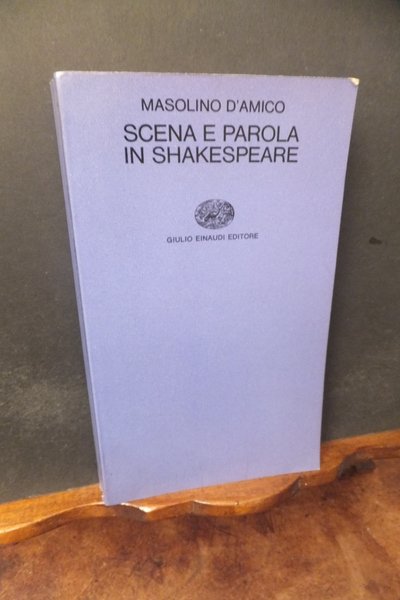 MASOLINO D'AMICO
SCENA E PAROLA
IN SHAKESPEARE
GIULIO EINAUDI EDITORE